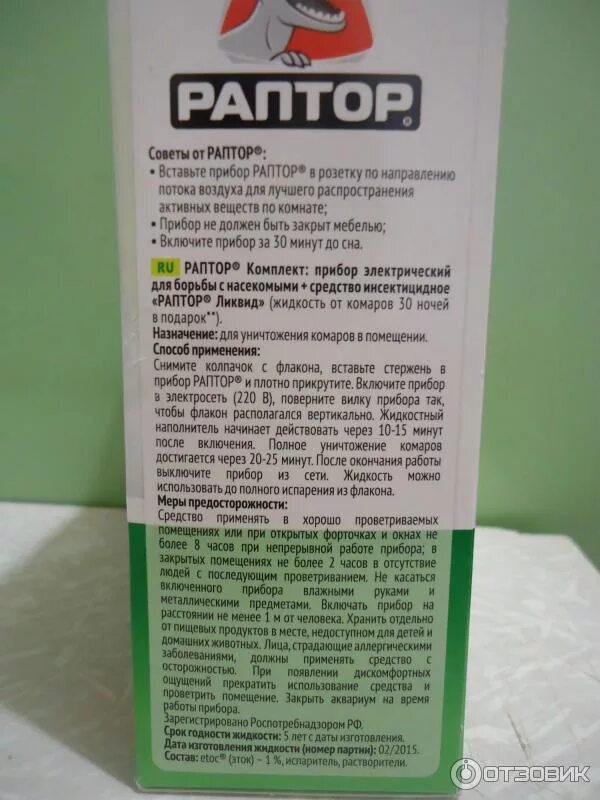 РАПТОР®
Советы от РАПТОР®:
• Вставьте прибор РАПТОР® в розетку по направлению
потока воздуха для лучшего распространения
активных веществ по комнате;
• Прибор не должен быть закрыт мебелью;
• Включите прибор за 30 минут до сна.
RU РАПТОР® Комплект: прибор электрический
для борьбы с насекомыми + средство инсектицидное
«РАПТОР® Ликвид» (жидкость от комаров 30 ночей
в подарок**).
Назначение: для уничтожения комаров в помещении.
Способ применения:
Снимите колпачок с флакона, вставьте стержень в
прибор РАПТОР® и плотно прикрутите. Включите прибор
в электросеть (220 В), поверните вилку прибора так,
чтобы флакон располагался вертикально. Жидкостный
наполнитель начинает действовать через 10-15 минут
после включения. Полное уничтожение комаров
достигается через 20-25 минут. После окончания работы
выключите прибор из сети. Жидкость можно
использовать до полного испарения из флакона.
Меры предосторожности:
Средство применять в хорошо проветриваемых
помещениях или при открытых форточках и окнах не
более 8 часов при непрерывной работе прибора; в
закрытых помещениях не более 2 часов в отсутствие
людей с последующим проветриванием. Не касаться
включенного прибора влажными руками и
металлическими предметами. Включать прибор на
расстоянии не менее 1 м от человека. Хранить отдельно
от пищевых продуктов в месте, недоступном для детей и
домашних животных. Лица, страдающие аллергическими
заболеваниями, должны применять средство с
осторожностью. При появлении дискомфортных
ощущений прекратить использование средства и
проветрить помещение. Закрыть аквариум на время
работы прибора.
Зарегистрировано Роспотребнадзором РФ.
Срок годности жидкости: 5 лет с даты изготовления.
Дата изготовления жидкости (номер партии): 02/2015.
Состав: etoc® (эток) – 1 %, испаритель, растворители.
ОТЗОВИК